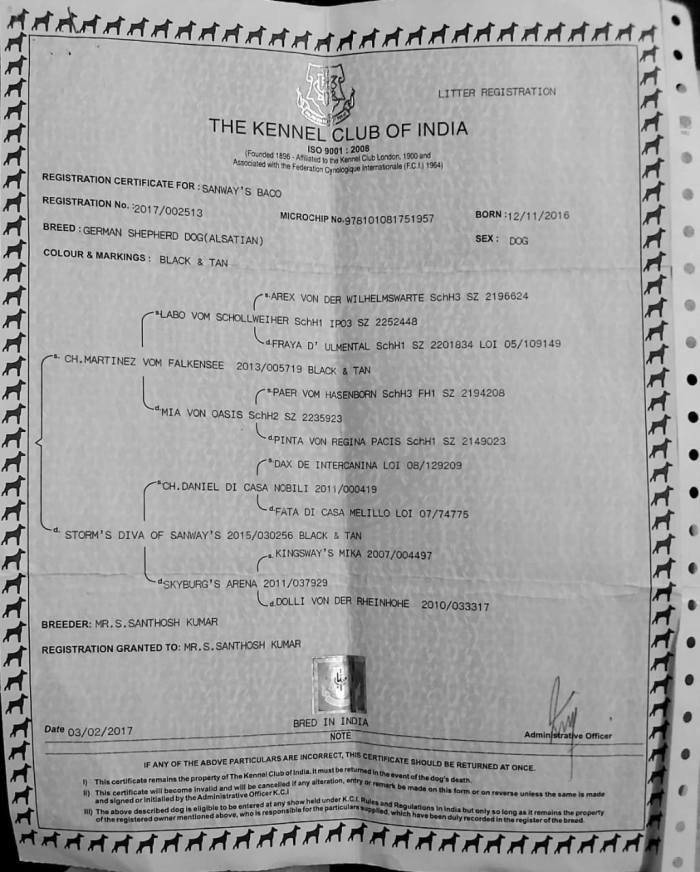 LITTER REGISTRATION
THE KENNEL CLUB OF INDIA
ISO 9001 : 2008
(Founded 1896 - Affiliated to the Kennel Club London, 1900 and
Associated with the Federation Cynologique Internationale (F.C.I.) 1964)
REGISTRATION CERTIFICATE FOR : SANWAY'S BACO
REGISTRATION No. :2017/002513 MICROCHIP No.978101081751957 BORN :12/11/2016
BREED : GERMAN SHEPHERD DOG(ALSATIAN) SEX : DOG
COLOUR & MARKINGS : BLACK & TAN
s. AREX VON DER WILHELMSWARTE SchH3 SZ 2196624
s. LABO VOM SCHOLLWEIHER SchH1 IPO3 SZ 2252448
d. FRAYA D' ULMENTAL SchH1 SZ 2201834 LOI 05/109149
s. CH.MARTINEZ VOM FALKENSEE 2013/005719 BLACK & TAN
s. PAER VOM HASENBORN SchH3 FH1 SZ 2194208
d. MIA VON OASIS SchH2 SZ 2235923
d. PINTA VON REGINA PACIS SchH1 SZ 2149023
s. DAX DE INTERCANINA LOI 08/129209
s. CH.DANIEL DI CASA NOBILI 2011/000419
d. FATA DI CASA MELILLO LOI 07/74775
d. STORM'S DIVA OF SANWAY'S 2015/030256 BLACK & TAN
s. KINGSWAY'S MIKA 2007/004497
d. SKYBURG'S ARENA 2011/037929
d. DOLLI VON DER RHEINHOHE 2010/033317
BREEDER: MR.S.SANTHOSH KUMAR
REGISTRATION GRANTED TO: MR.S.SANTHOSH KUMAR
BRED IN INDIA
Date 03/02/2017
Administrative Officer
NOTE
IF ANY OF THE ABOVE PARTICULARS ARE INCORRECT, THIS CERTIFICATE SHOULD BE RETURNED AT ONCE.
I) This certificate remains the property of The Kennel Club of India. It must be returned in the event of the dog's death.
II) This certificate will become invalid and will be cancelled if any alteration, entry or remark be made on this form or on reverse unless the same is made
and signed or initialled by the Administrative Officer K.C.I
III) The above described dog is eligible to be entered at any show held under K.C.I. Rules and Regulations in India but only so long as it remains the property
of the registered owner mentioned above, who is responsible for the particulars supplied, which have been duly recorded in the register of the breed.